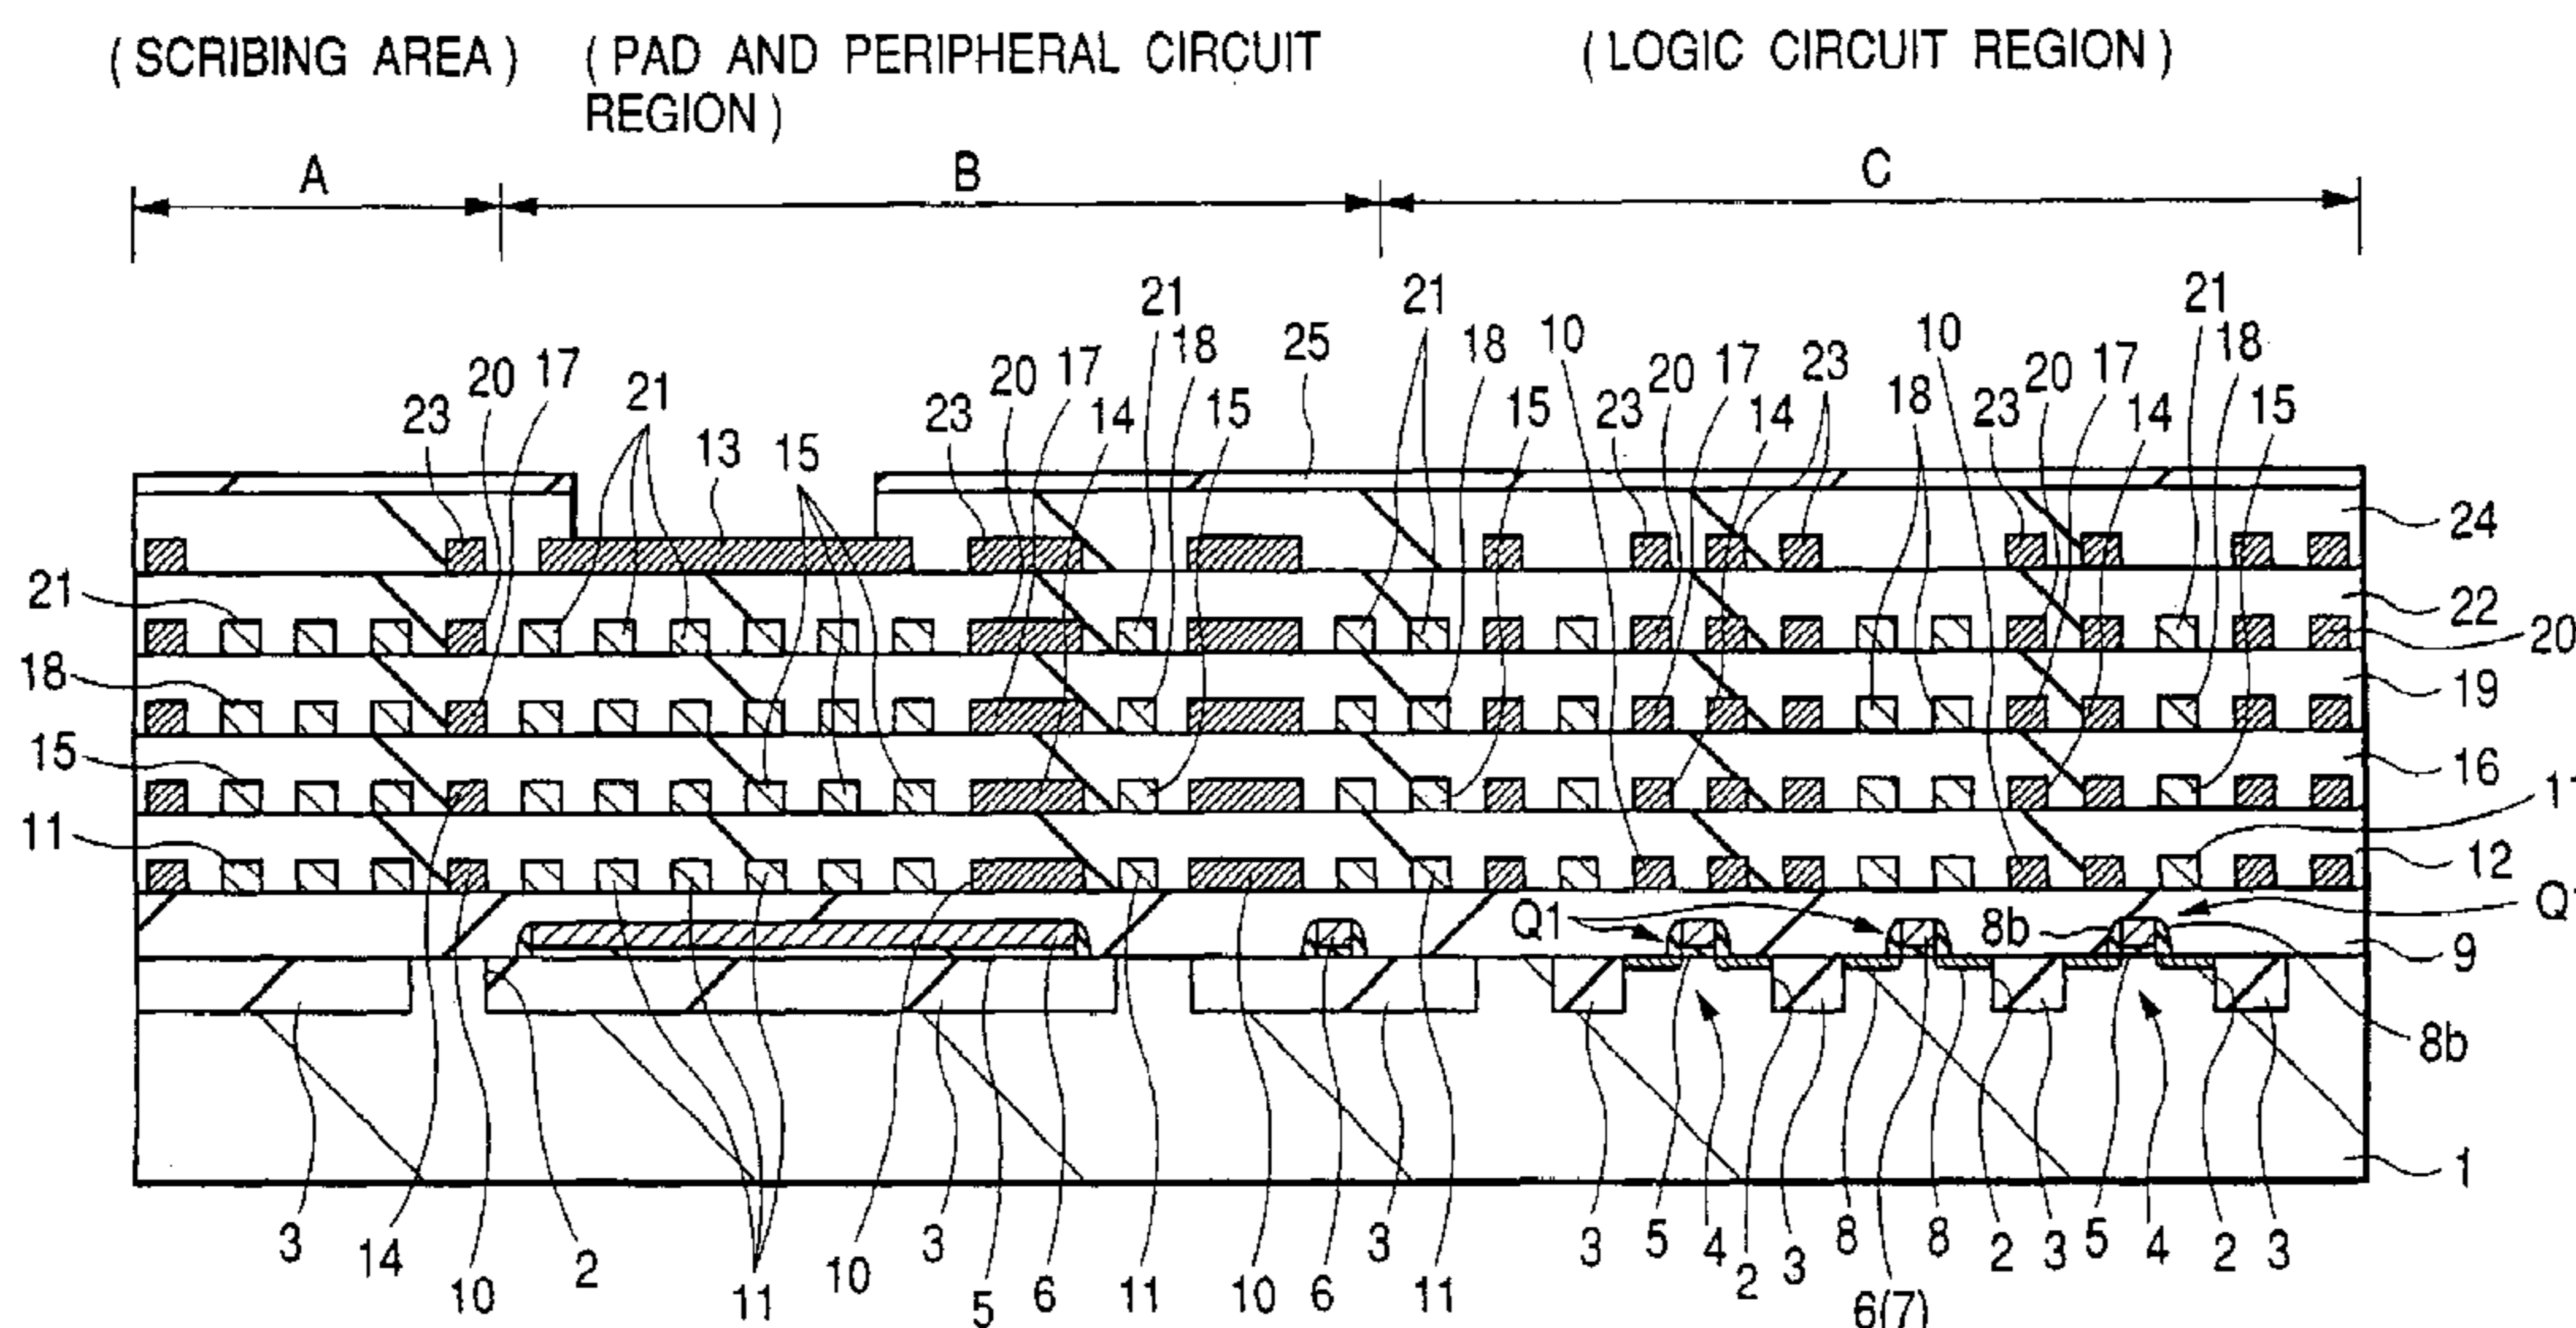 (SCRIBING AREA) (PAD AND PERIPHERAL CIRCUIT REGION) (LOGIC CIRCUIT REGION)
A B C
21 21 21
25 10 10
18 18 18
20 17 20 17 23 20 17
21 15 15 20 18 15
23 13 15 23 14 23 14 23 14
24
21 22
20
18 19
15 16
11 12
Q1 8b
9
8b
1
3 14 10 2 11 10 3 5 6 11 10 6 3 11 3 5 4 2 3 8 6(7) 8 2 3 5 4 2 3